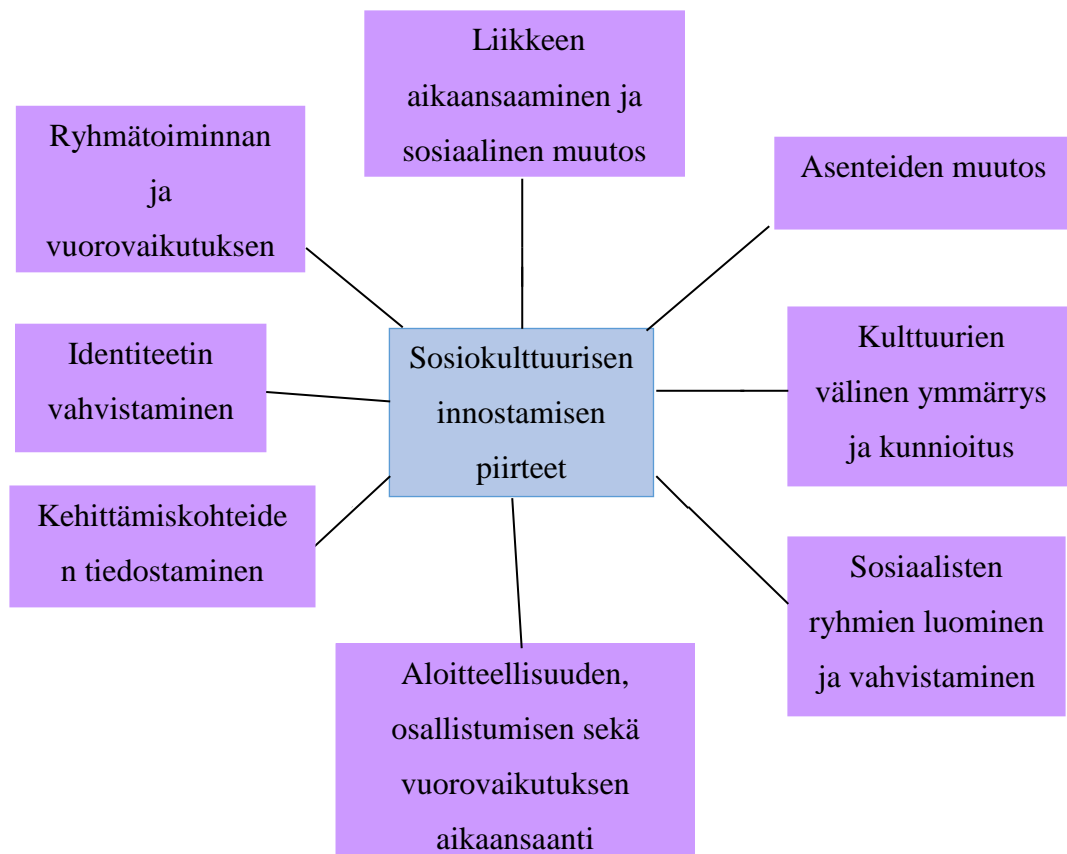 Liikkeen
aikaansaaminen ja
sosiaalinen muutos
Ryhmätoiminnan
ja
vuorovaikutuksen
Asenteiden muutos
Identiteetin
vahvistaminen
Sosiokulttuurisen
innostamisen
piirteet
Kulttuurien
välinen ymmärrys
ja kunnioitus
Kehittämiskohteide
n tiedostaminen
Sosiaalisten
ryhmien luominen
ja vahvistaminen
Aloitteellisuuden,
osallistumisen sekä
vuorovaikutuksen
aikaansaanti